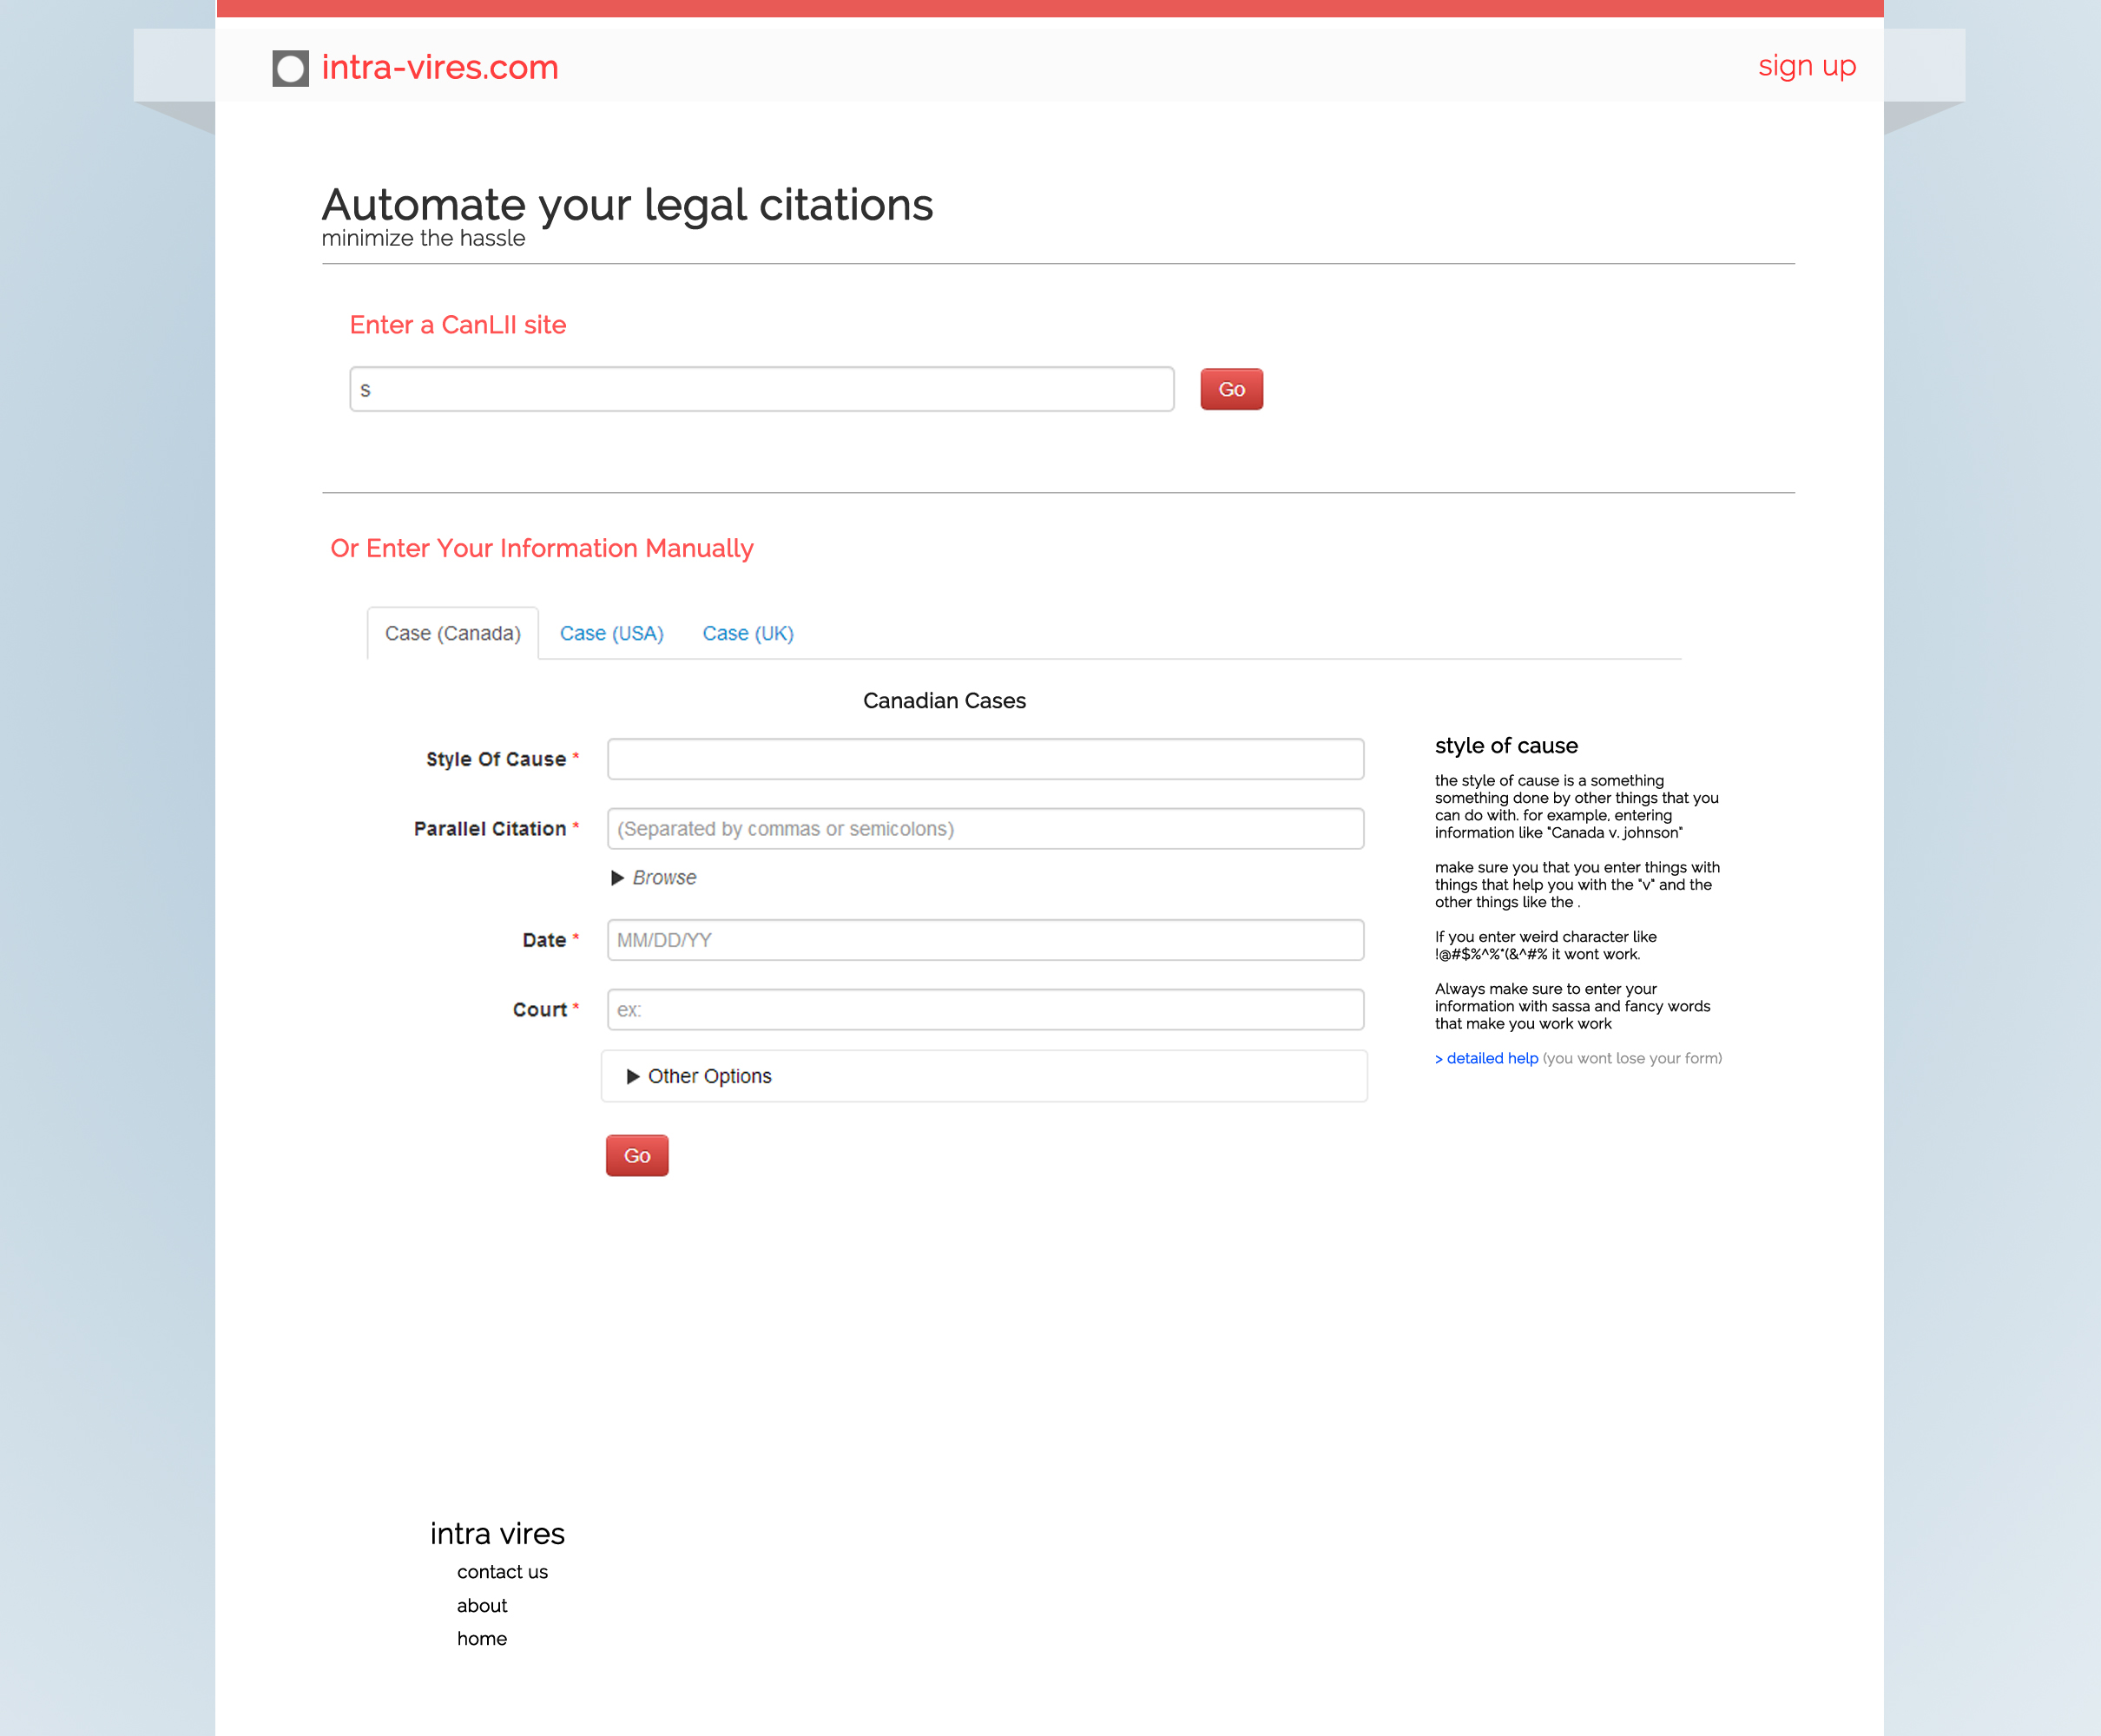 intra-vires.com
sign up
Automate your legal citations
minimize the hassle
Enter a CanLII site
s
Go
Or Enter Your Information Manually
Case (Canada)
Case (USA)
Case (UK)
Canadian Cases
Style Of Cause *
Parallel Citation *
(Separated by commas or semicolons)
Browse
Date *
MM/DD/YY
Court *
ex:
Other Options
Go
style of cause
the style of cause is a something
something done by other things that you
can do with. for example, entering
information like "Canada v. johnson"
make sure you that you enter things with
things that help you with the "v" and the
other things like the .
If you enter weird character like
!@#$%^%*(&^#% it wont work.
Always make sure to enter your
information with sassa and fancy words
that make you work work
> detailed help (you wont lose your form)
intra vires
contact us
about
home